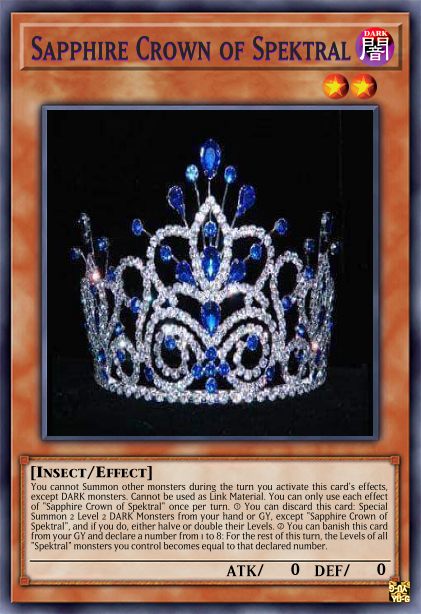 SAPPHIRE CROWN OF SPEKTRAL
DARK
闇
[INSECT/EFFECT]
You cannot Summon other monsters during the turn you activate this card's effects,
except DARK monsters. Cannot be used as Link Material. You can only use each effect
of "Sapphire Crown of Spektral" once per turn. ① You can discard this card: Special
Summon 2 Level 2 DARK Monsters from your hand or GY, except "Sapphire Crown of
Spektral", and if you do, either halve or double their Levels. ② You can banish this card
from your GY and declare a number from 1 to 8: For the rest of this turn, the Levels of all
"Spektral" monsters you control becomes equal to that declared number.
ATK/ 0 DEF/ 0